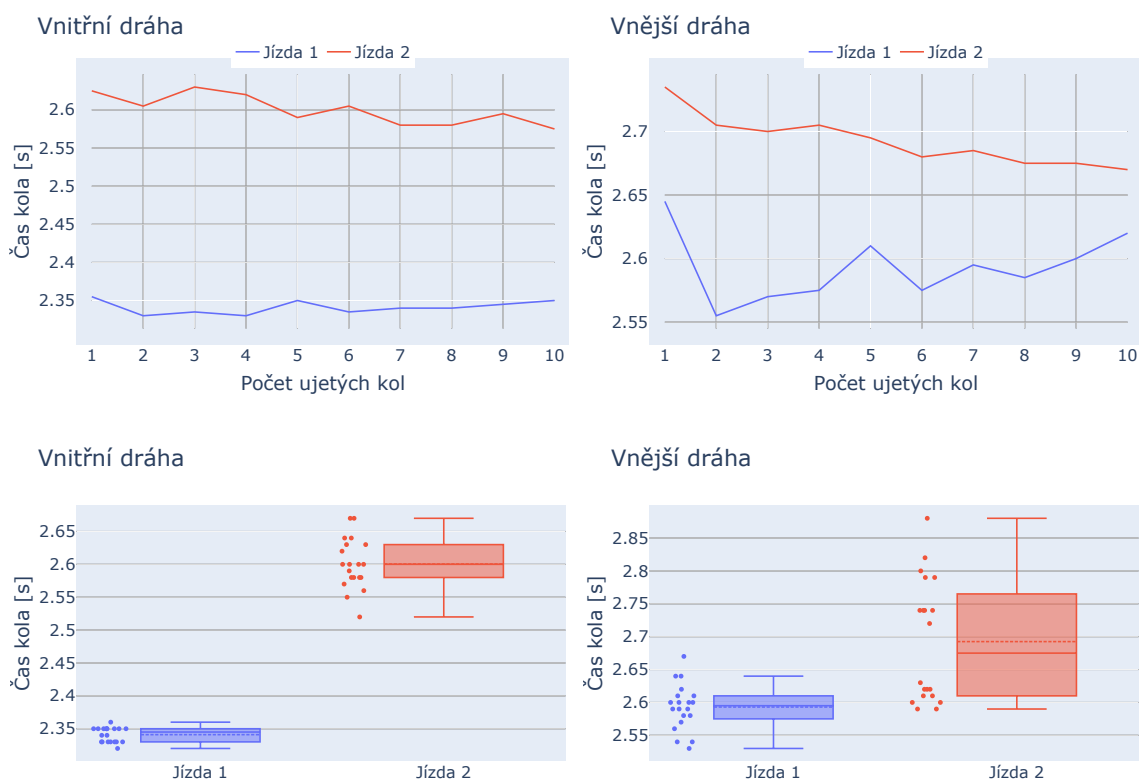 Vnitřní dráha
Jízda 1 Jízda 2
2.6
2.55
2.5
2.45
2.4
2.35
Čas kola [s]
1 2 3 4 5 6 7 8 9 10
Počet ujetých kol
Vnější dráha
Jízda 1 Jízda 2
2.7
2.65
2.6
2.55
Čas kola [s]
1 2 3 4 5 6 7 8 9 10
Počet ujetých kol
Vnitřní dráha
2.65
2.6
2.55
2.5
2.45
2.4
2.35
Čas kola [s]
Jízda 1 Jízda 2
Vnější dráha
2.85
2.8
2.75
2.7
2.65
2.6
2.55
Čas kola [s]
Jízda 1 Jízda 2